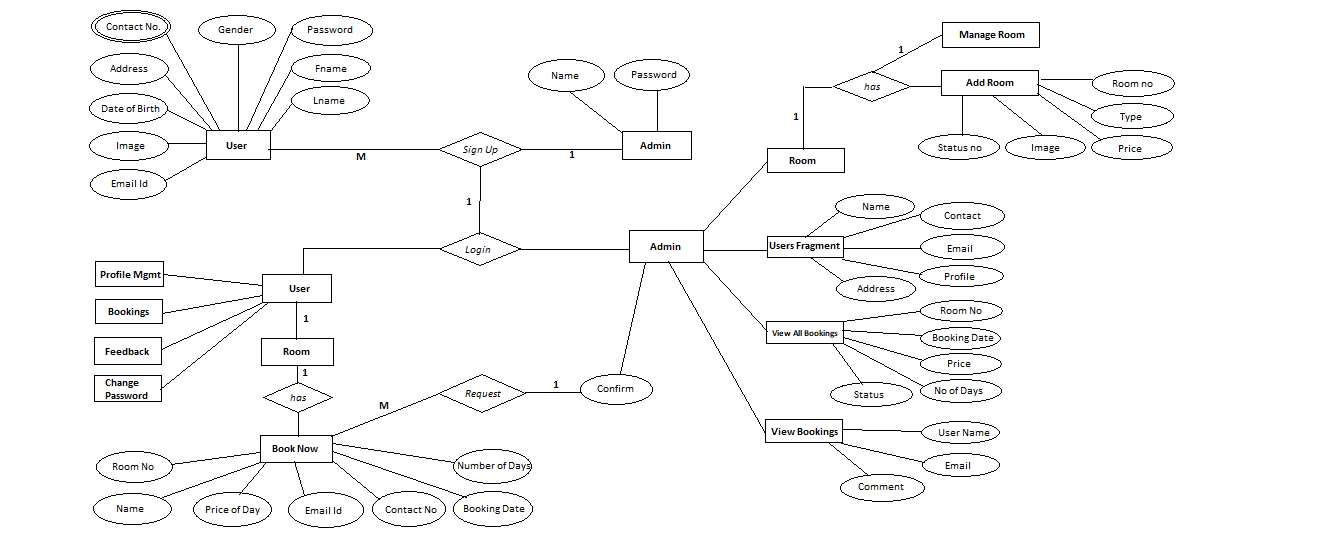 Contact No.
Gender
Password
Address
Fname
Date of Birth
Lname
Image
User
Email Id
M
Sign Up
1
Name
Password
Admin
1
Manage Room
1
has
Add Room
Room no
Type
Price
Status no
Image
1
Room
Login
Admin
Users Fragment
Name
Contact
Email
Profile
Address
View All Bookings
Room No
Booking Date
Price
No of Days
Status
View Bookings
User Name
Email
Comment
Profile Mgmt
Bookings
Feedback
Change
Password
User
1
Room
1
has
M
Request
1
Confirm
Book Now
Room No
Name
Price of Day
Email Id
Contact No
Booking Date
Number of Days